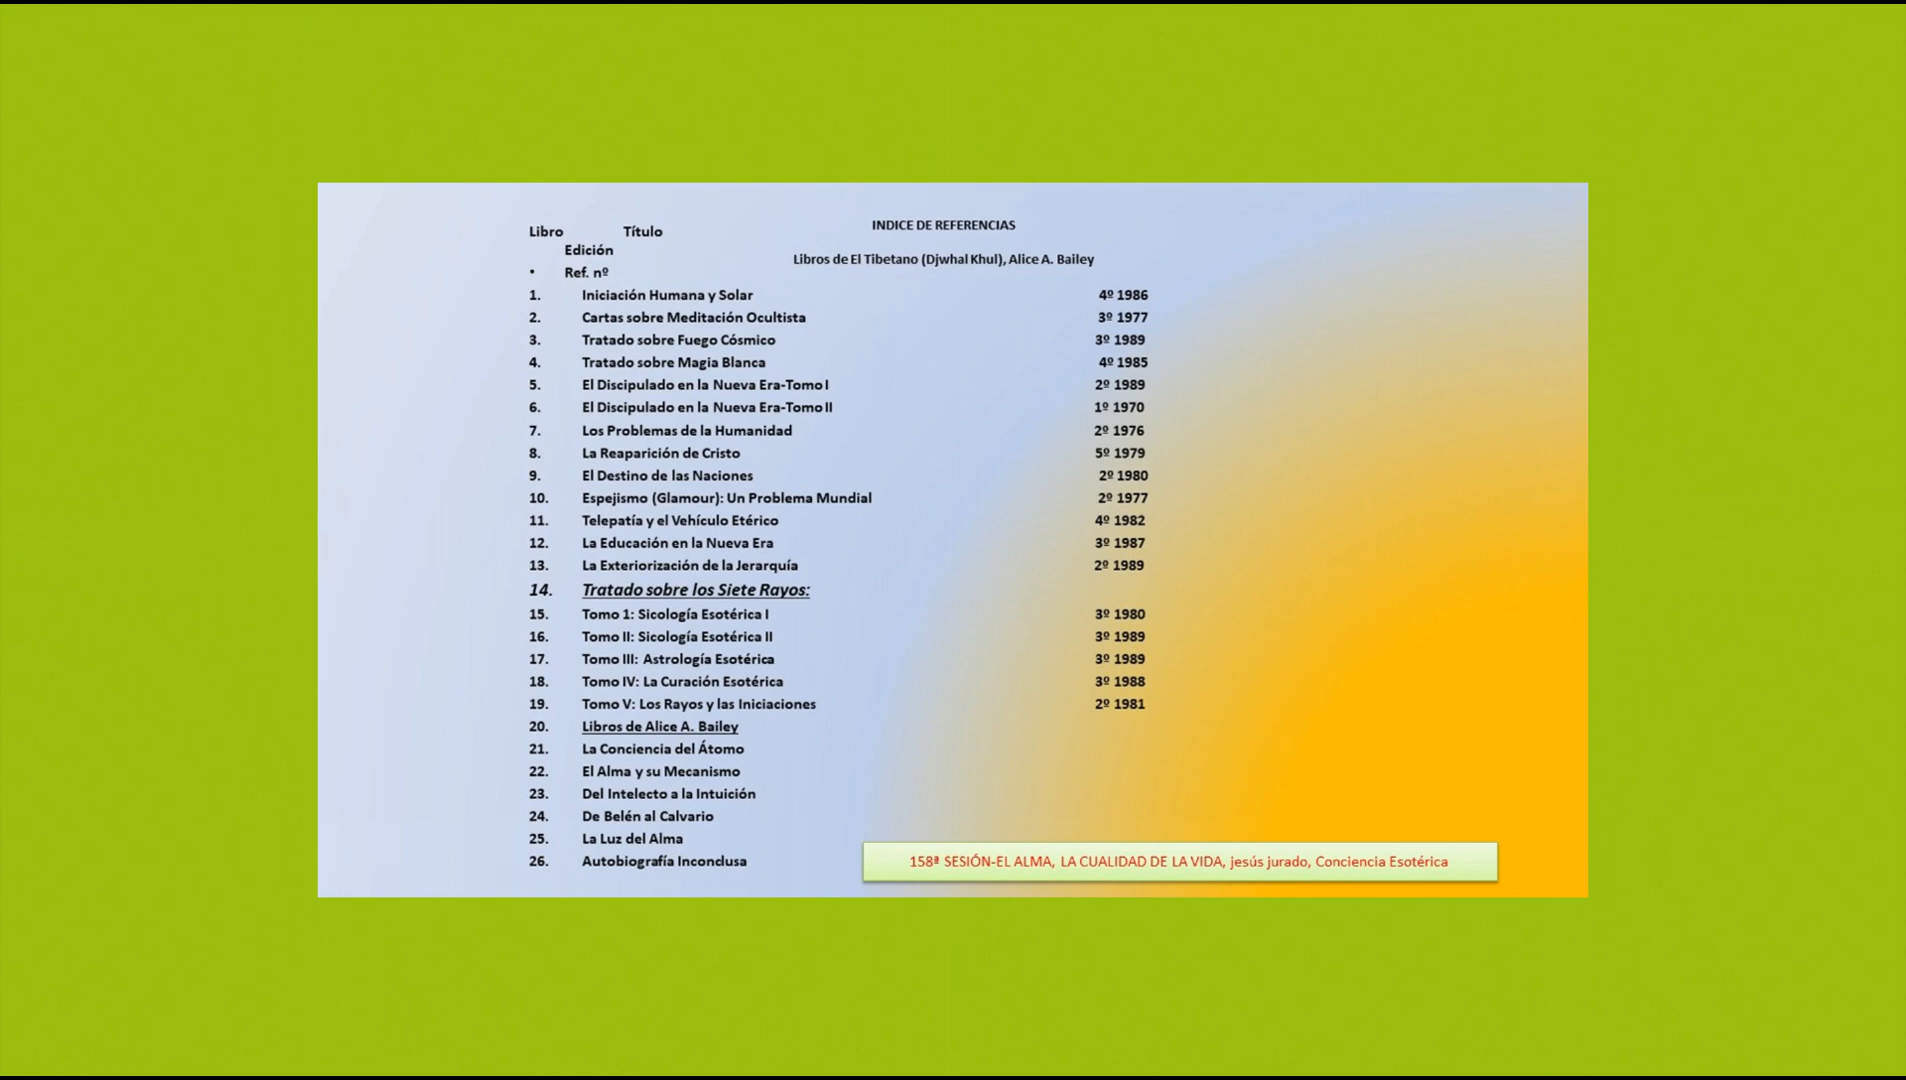 INDICE DE REFERENCIAS
Libro Título
Edición
Libros de El Tibetano (Djwhal Khul), Alice A. Bailey
• Ref. nº
1. Iniciación Humana y Solar 4º 1986
2. Cartas sobre Meditación Ocultista 3º 1977
3. Tratado sobre Fuego Cósmico 3º 1989
4. Tratado sobre Magia Blanca 4º 1985
5. El Discipulado en la Nueva Era-Tomo I 2º 1989
6. El Discipulado en la Nueva Era-Tomo II 1º 1970
7. Los Problemas de la Humanidad 2º 1976
8. La Reaparición de Cristo 5º 1979
9. El Destino de las Naciones 2º 1980
10. Espejismo (Glamour): Un Problema Mundial 2º 1977
11. Telepatía y el Vehículo Etérico 4º 1982
12. La Educación en la Nueva Era 3º 1987
13. La Exteriorización de la Jerarquía 2º 1989
14. Tratado sobre los Siete Rayos:
15. Tomo 1: Sicología Esotérica I 3º 1980
16. Tomo II: Sicología Esotérica II 3º 1989
17. Tomo III: Astrología Esotérica 3º 1989
18. Tomo IV: La Curación Esotérica 3º 1988
19. Tomo V: Los Rayos y las Iniciaciones 2º 1981
20. Libros de Alice A. Bailey
21. La Conciencia del Átomo
22. El Alma y su Mecanismo
23. Del Intelecto a la Intuición
24. De Belén al Calvario
25. La Luz del Alma
26. Autobiografía Inconclusa
158ª SESIÓN-EL ALMA, LA CUALIDAD DE LA VIDA, jesús jurado, Conciencia Esotérica